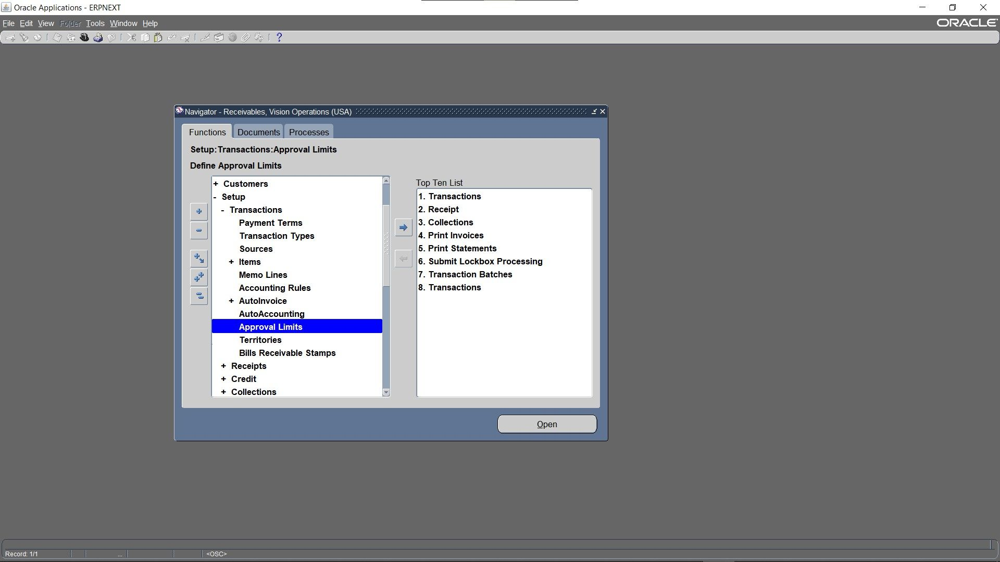 Oracle Applications - ERPNEXT
File Edit View Folder Tools Window Help
ORACLE
?
Navigator - Receivables, Vision Operations (USA)
Functions Documents Processes
Setup:Transactions:Approval Limits
Define Approval Limits
+ Customers
- Setup
- Transactions
Payment Terms
Transaction Types
Sources
+ Items
Memo Lines
Accounting Rules
+ AutoInvoice
AutoAccounting
Approval Limits
Territories
Bills Receivable Stamps
+ Receipts
+ Credit
+ Collections
Top Ten List
1. Transactions
2. Receipt
3. Collections
4. Print Invoices
5. Print Statements
6. Submit Lockbox Processing
7. Transaction Batches
8. Transactions
Open
Record: 1/1 ... <OSC>